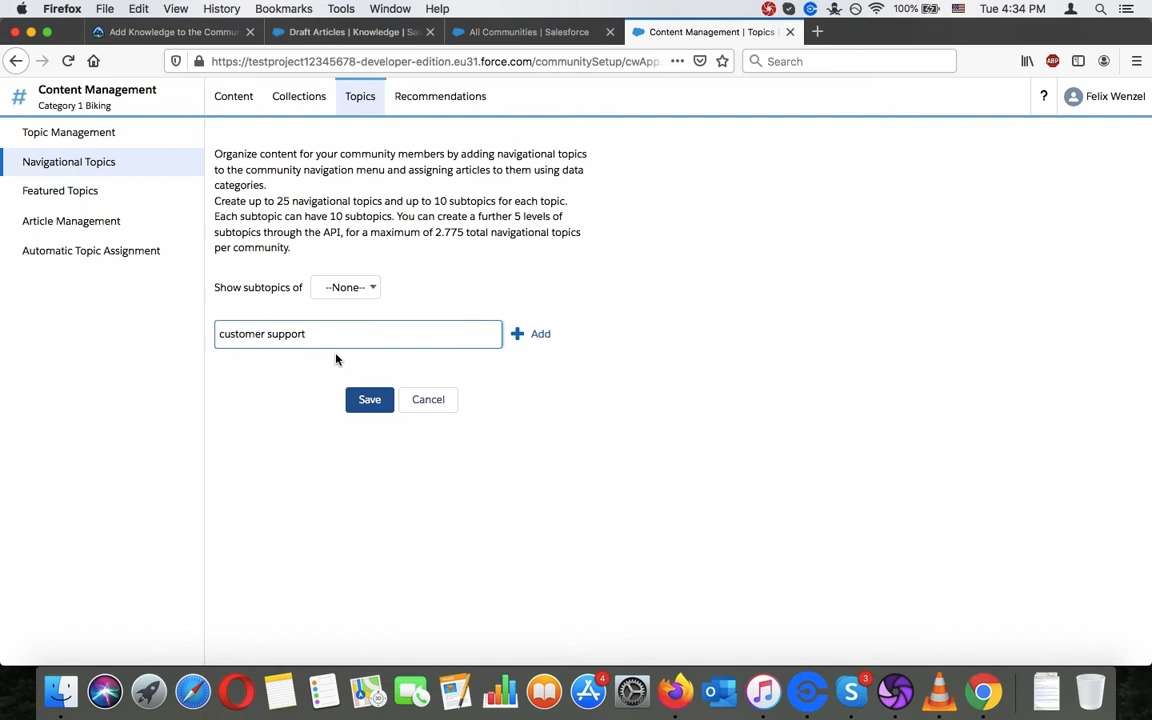 Firefox File Edit View History Bookmarks Tools Window Help 100% Tue 4:34 PM
Add Knowledge to the Commu Draft Articles | Knowledge | Sa All Communities | Salesforce Content Management | Topics
https://testproject12345678-developer-edition.eu31.force.com/communitySetup/cwApp. Search ABP
Content Management
Category 1 Biking
Content Collections Topics Recommendations ? Felix Wenzel
Topic Management
Navigational Topics
Featured Topics
Article Management
Automatic Topic Assignment
Organize content for your community members by adding navigational topics
to the community navigation menu and assigning articles to them using data
categories.
Create up to 25 navigational topics and up to 10 subtopics for each topic.
Each subtopic can have 10 subtopics. You can create a further 5 levels of
subtopics through the API, for a maximum of 2.775 total navigational topics
per community.
Show subtopics of --None--
customer support Add
Save Cancel
4
3